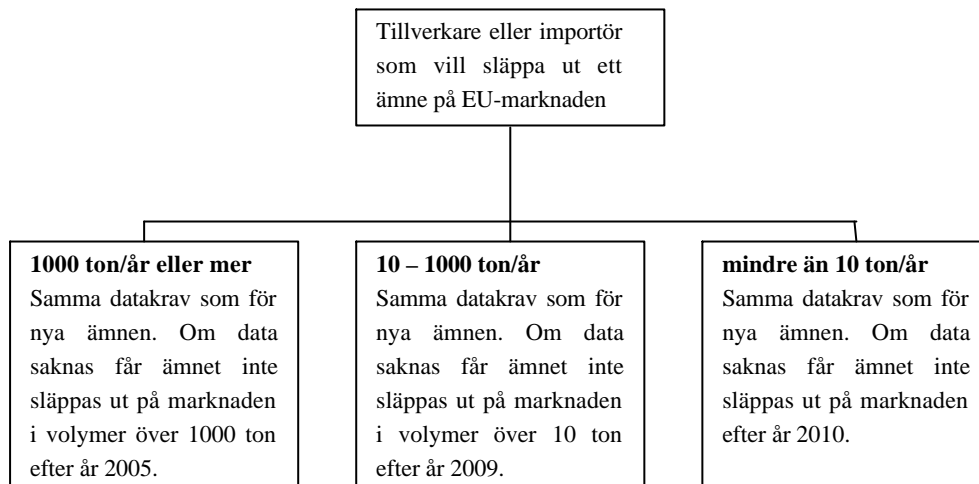 Tillverkare eller importör
som vill släppa ut ett
ämne på EU-marknaden
1000 ton/år eller mer
Samma datakrav som för
nya ämnen. Om data
saknas får ämnet inte
släppas ut på marknaden
i volymer över 1000 ton
efter år 2005.
10 – 1000 ton/år
Samma datakrav som för
nya ämnen. Om data
saknas får ämnet inte
släppas ut på marknaden
i volymer över 10 ton
efter år 2009.
mindre än 10 ton/år
Samma datakrav som för
nya ämnen. Om data
saknas får ämnet inte
släppas ut på marknaden
efter 2010.